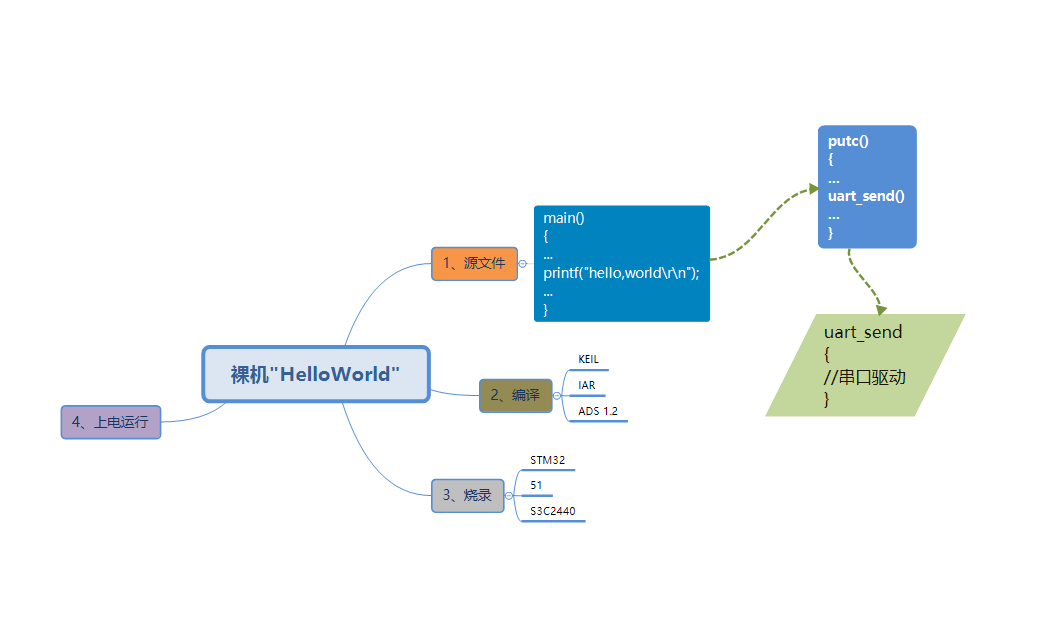 裸机"HelloWorld"
1、源文件
main()
{
...
printf("hello,world\r\n");
...
}
putc()
{
...
uart_send()
...
}
uart_send
{
//串口驱动
}
2、编译
KEIL
IAR
ADS 1.2
3、烧录
STM32
51
S3C2440
4、上电运行